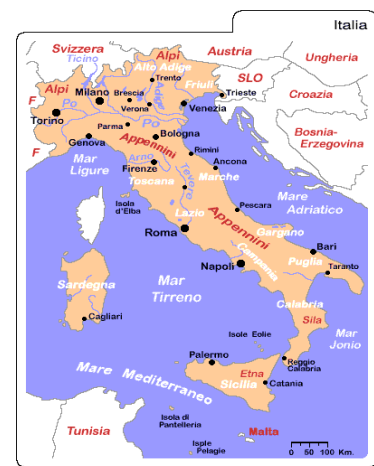 Italia
Svizzera
Ticino
Alpi
Austria
Ungheria
Alto Adige
Trento
Friuli
SLO
Alpi
Milano
Brescia
Adige
Trieste
Croazia
F
Po
Verona
Venezia
Torino
Parma
Po
Bosnia-
Erzegovina
F
Genova
Bologna
Appennini
Rimini
Mar
Ligure
Arno
Firenze
Ancona
Toscana
Tevere
Marche
Mare
Adriatico
Isola
d'Elba
Lazio
Pescara
Appennini
Roma
Gargano
Bari
Napoli
Campania
Puglia
Taranto
Mar
Tirreno
Sardegna
Calabria
Sila
Cagliari
Isole Eolie
Mar
Jonio
Palermo
Reggio
Calabria
Mare Mediterraneo
Etna
Sicilia
Catania
Isola di
Pantelleria
Tunisia
Malta
Isple
Pelagie
0 100 Km.